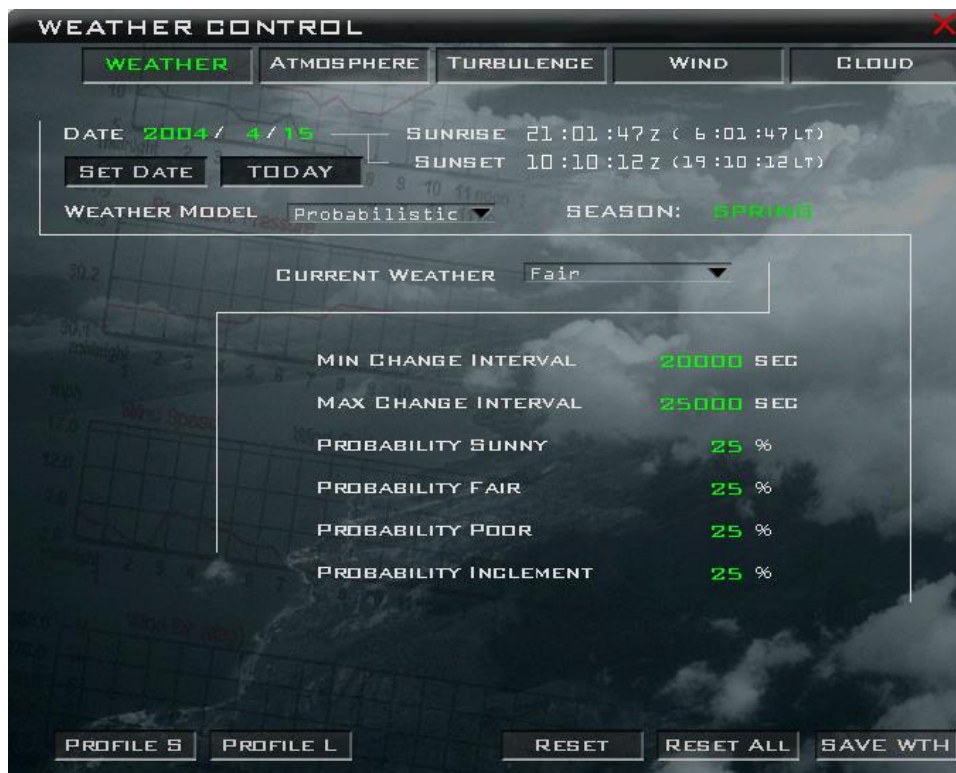 WEATHER CONTROL
WEATHER ATMOSPHERE TURBULENCE WIND CLOUD
DATE 2004/ 4/15 SUNRISE 21:01:47Z ( 6:01:47LT)
SET DATE TODAY SUNSET 10:10:12Z (19:10:12LT)
WEATHER MODEL Probabilistic SEASON: SPRING
CURRENT WEATHER Fair
MIN CHANGE INTERVAL 20000 SEC
MAX CHANGE INTERVAL 25000 SEC
PROBABILITY SUNNY 25 %
PROBABILITY FAIR 25 %
PROBABILITY POOR 25 %
PROBABILITY INCLEMENT 25 %
PROFILE S PROFILE L RESET RESET ALL SAVE WTH